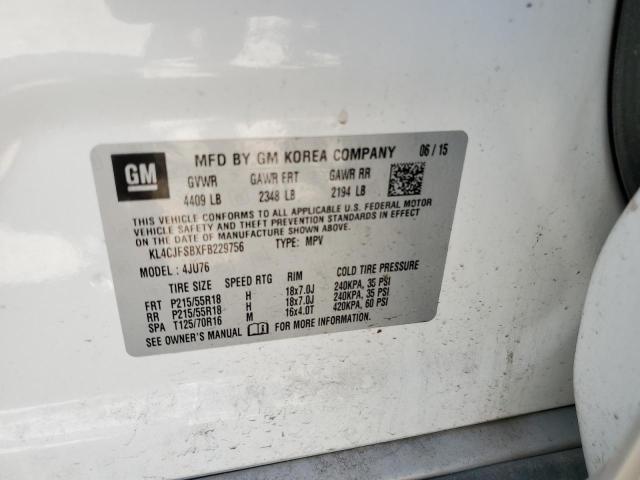 GM
MFD BY GM KOREA COMPANY 06 / 15
GVWR GAWR FRT GAWR RR
4409 LB 2348 LB 2194 LB
THIS VEHICLE CONFORMS TO ALL APPLICABLE U.S. FEDERAL MOTOR
VEHICLE SAFETY AND THEFT PREVENTION STANDARDS IN EFFECT
ON THE DATE OF MANUFACTURE SHOWN ABOVE.
KL4CJFSBXFB229756 TYPE: MPV
MODEL : 4JU76
TIRE SIZE SPEED RTG RIM COLD TIRE PRESSURE
FRT P215/55R18 H 18x7.0J 240KPA, 35 PSI
RR P215/55R18 H 18x7.0J 240KPA, 35 PSI
SPA T125/70R16 M 16x4.0T 420KPA, 60 PSI
SEE OWNER'S MANUAL FOR MORE INFORMATION.